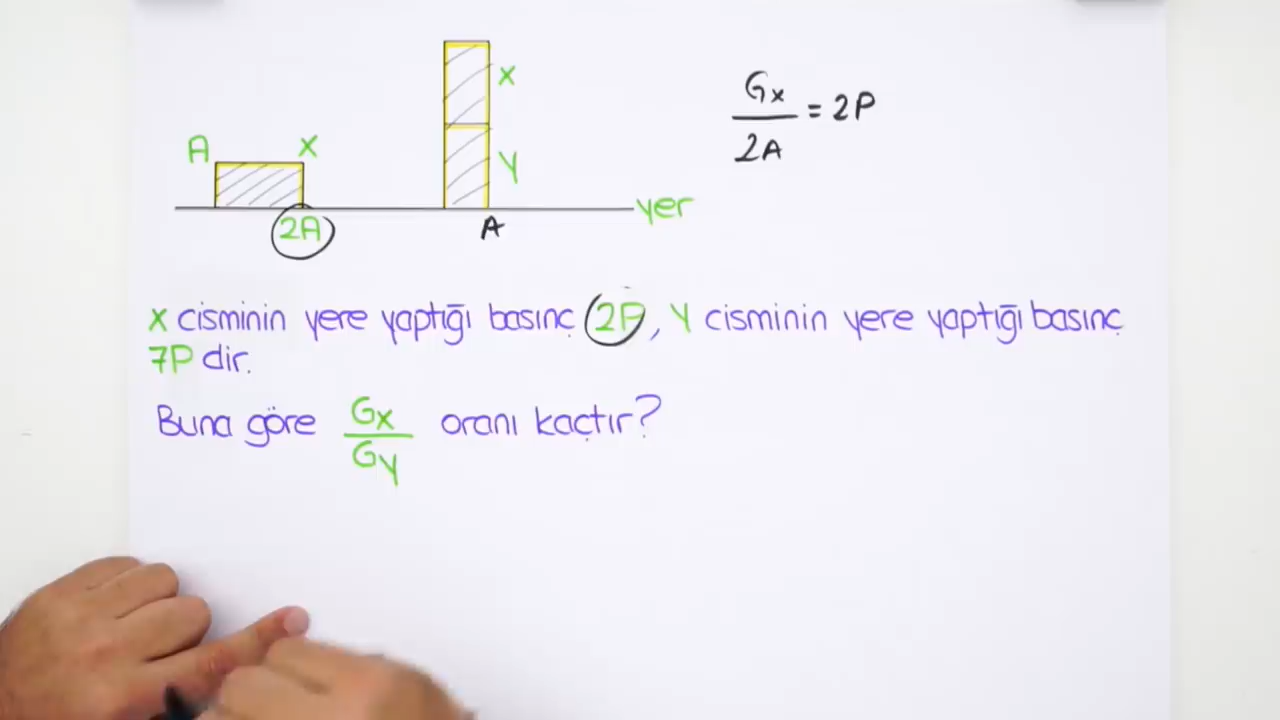 X
A X
Y
2A A yer
Gx = 2P
2A
X cisminin yere yaptığı basınç 2P, Y cisminin yere yaptığı basınç
7P dir.
Buna göre Gx oranı kaçtır?
Gy